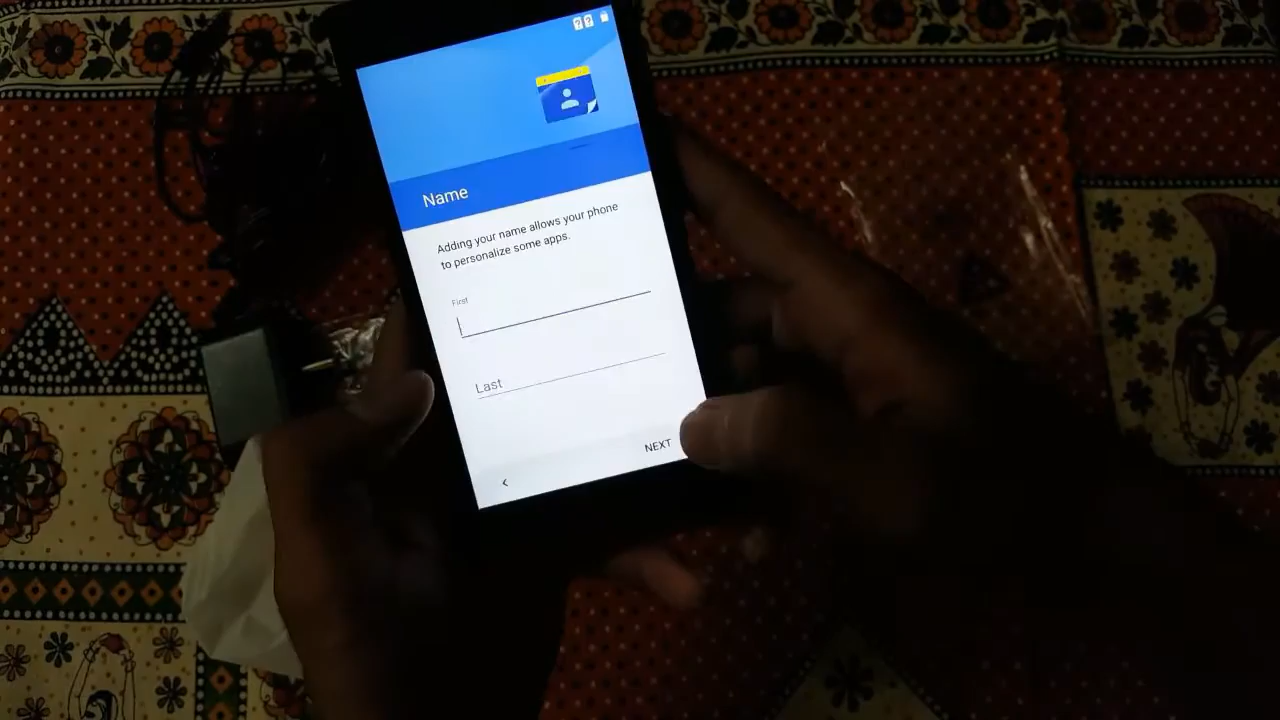 Name
Adding your name allows your phone
to personalize some apps.
First
Last
NEXT